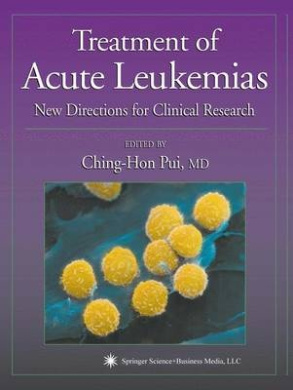 Treatment of
Acute Leukemias
New Directions for Clinical Research
EDITED BY
Ching-Hon Pui, MD
Springer Science+Business Media, LLC